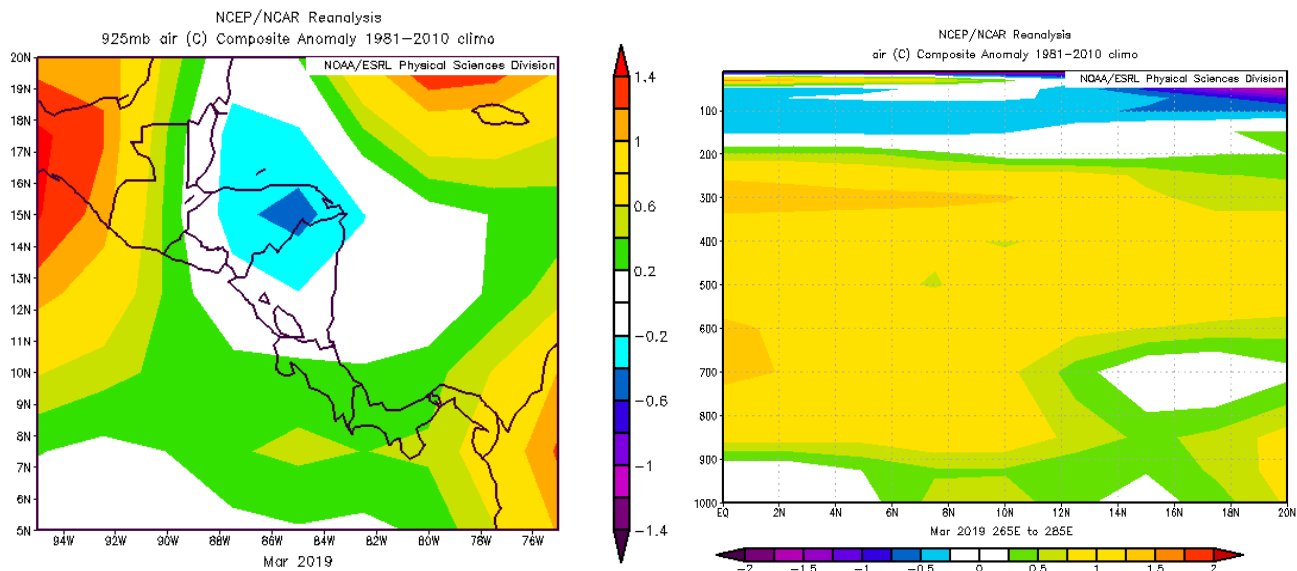 NCEP/NCAR Reanalysis
925mb air (C) Composite Anomaly 1981-2010 climo
NOAA/ESRL Physical Sciences Division
20N
19N
18N
17N
16N
15N
14N
13N
12N
11N
10N
9N
8N
7N
6N
5N
94W 92W 90W 88W 86W 84W 82W 80W 78W 76W
Mar 2019
1.4
1
0.6
0.2
-0.2
-0.6
-1
-1.4
NCEP/NCAR Reanalysis
air (C) Composite Anomaly 1981-2010 climo
NOAA/ESRL Physical Sciences Division
100
200
300
400
500
600
700
800
900
1000
EQ 2N 4N 6N 8N 10N 12N 14N 16N 18N 20N
Mar 2019 265E to 285E
-2 -1.5 -1 -0.5 0 0.5 1 1.5 2